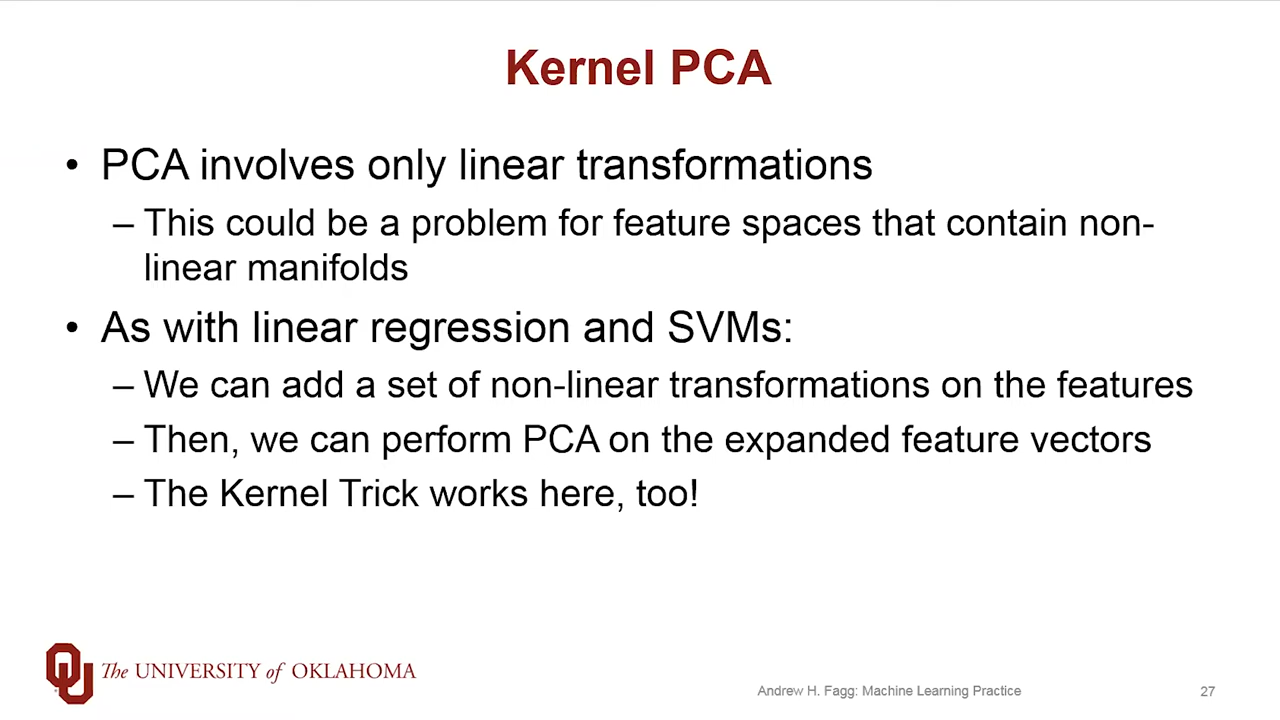 Kernel PCA
• PCA involves only linear transformations
– This could be a problem for feature spaces that contain non-
linear manifolds
• As with linear regression and SVMs:
– We can add a set of non-linear transformations on the features
– Then, we can perform PCA on the expanded feature vectors
– The Kernel Trick works here, too!
The UNIVERSITY of OKLAHOMA
Andrew H. Fagg: Machine Learning Practice
27